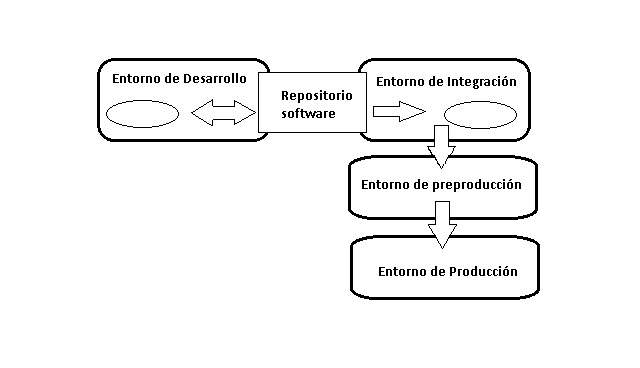 Entorno de Desarrollo
Repositorio
software
Entorno de Integración
Entorno de preproducción
Entorno de Producción